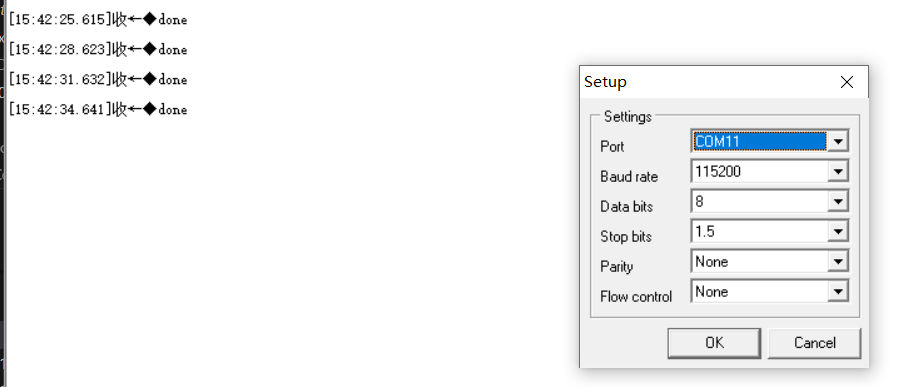 [15:42:25.615]收←◆done
[15:42:28.623]收←◆done
[15:42:31.632]收←◆done
[15:42:34.641]收←◆done
Setup
Settings
Port COM11
Baud rate 115200
Data bits 8
Stop bits 1.5
Parity None
Flow control None
OK Cancel